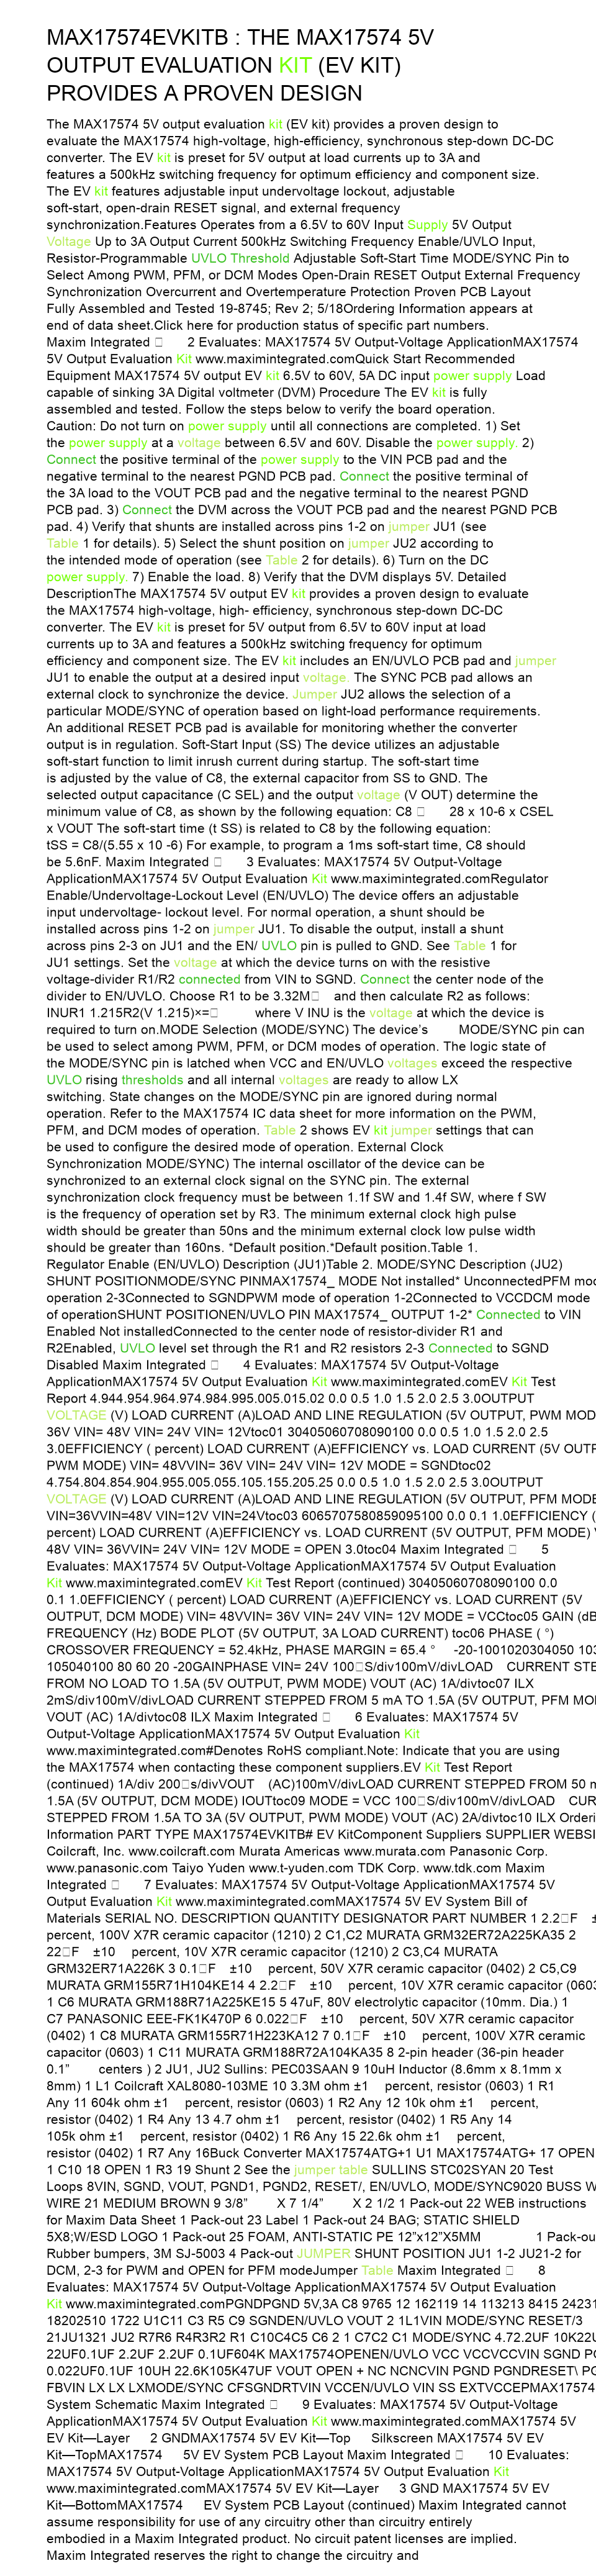 MAX17574EVKITB : THE MAX17574 5V
OUTPUT EVALUATION KIT (EV KIT)
PROVIDES A PROVEN DESIGN
The MAX17574 5V output evaluation kit (EV kit) provides a proven design to
evaluate the MAX17574 high-voltage, high-efficiency, synchronous step-down DC-DC
converter. The EV kit is preset for 5V output at load currents up to 3A and
features a 500kHz switching frequency for optimum efficiency and component size.
The EV kit features adjustable input undervoltage lockout, adjustable
soft-start, open-drain RESET signal, and external frequency
synchronization.Features Operates from a 6.5V to 60V Input Supply 5V Output
Voltage Up to 3A Output Current 500kHz Switching Frequency Enable/UVLO Input,
Resistor-Programmable UVLO Threshold Adjustable Soft-Start Time MODE/SYNC Pin to
Select Among PWM, PFM, or DCM Modes Open-Drain RESET Output External Frequency
Synchronization Overcurrent and Overtemperature Protection Proven PCB Layout
Fully Assembled and Tested 19-8745; Rev 2; 5/18Ordering Information appears at
end of data sheet.Click here for production status of specific part numbers.
Maxim Integrated 2 Evaluates: MAX17574 5V Output-Voltage ApplicationMAX17574
5V Output Evaluation Kit www.maximintegrated.comQuick Start Recommended
Equipment MAX17574 5V output EV kit 6.5V to 60V, 5A DC input power supply Load
capable of sinking 3A Digital voltmeter (DVM) Procedure The EV kit is fully
assembled and tested. Follow the steps below to verify the board operation.
Caution: Do not turn on power supply until all connections are completed. 1) Set
the power supply at a voltage between 6.5V and 60V. Disable the power supply. 2)
Connect the positive terminal of the power supply to the VIN PCB pad and the
negative terminal to the nearest PGND PCB pad. Connect the positive terminal of
the 3A load to the VOUT PCB pad and the negative terminal to the nearest PGND
PCB pad. 3) Connect the DVM across the VOUT PCB pad and the nearest PGND PCB
pad. 4) Verify that shunts are installed across pins 1-2 on jumper JU1 (see
Table 1 for details). 5) Select the shunt position on jumper JU2 according to
the intended mode of operation (see Table 2 for details). 6) Turn on the DC
power supply. 7) Enable the load. 8) Verify that the DVM displays 5V. Detailed
DescriptionThe MAX17574 5V output EV kit provides a proven design to evaluate
the MAX17574 high-voltage, high- efficiency, synchronous step-down DC-DC
converter. The EV kit is preset for 5V output from 6.5V to 60V input at load
currents up to 3A and features a 500kHz switching frequency for optimum
efficiency and component size. The EV kit includes an EN/UVLO PCB pad and jumper
JU1 to enable the output at a desired input voltage. The SYNC PCB pad allows an
external clock to synchronize the device. Jumper JU2 allows the selection of a
particular MODE/SYNC of operation based on light-load performance requirements.
An additional RESET PCB pad is available for monitoring whether the converter
output is in regulation. Soft-Start Input (SS) The device utilizes an adjustable
soft-start function to limit inrush current during startup. The soft-start time
is adjusted by the value of C8, the external capacitor from SS to GND. The
selected output capacitance (C SEL) and the output voltage (V OUT) determine the
minimum value of C8, as shown by the following equation: C8 28 x 10-6 x CSEL
x VOUT The soft-start time (t SS) is related to C8 by the following equation:
tSS = C8/(5.55 x 10 -6) For example, to program a 1ms soft-start time, C8 should
be 5.6nF. Maxim Integrated 3 Evaluates: MAX17574 5V Output-Voltage
ApplicationMAX17574 5V Output Evaluation Kit www.maximintegrated.comRegulator
Enable/Undervoltage-Lockout Level (EN/UVLO) The device offers an adjustable
input undervoltage- lockout level. For normal operation, a shunt should be
installed across pins 1-2 on jumper JU1. To disable the output, install a shunt
across pins 2-3 on JU1 and the EN/ UVLO pin is pulled to GND. See Table 1 for
JU1 settings. Set the voltage at which the device turns on with the resistive
voltage-divider R1/R2 connected from VIN to SGND. Connect the center node of the
divider to EN/UVLO. Choose R1 to be 3.32M and then calculate R2 as follows:
INUR1 1.215R2(V 1.215)×= where V INU is the voltage at which the device is
required to turn on.MODE Selection (MODE/SYNC) The device's MODE/SYNC pin can
be used to select among PWM, PFM, or DCM modes of operation. The logic state of
the MODE/SYNC pin is latched when VCC and EN/UVLO voltages exceed the respective
UVLO rising thresholds and all internal voltages are ready to allow LX
switching. State changes on the MODE/SYNC pin are ignored during normal
operation. Refer to the MAX17574 IC data sheet for more information on the PWM,
PFM, and DCM modes of operation. Table 2 shows EV kit jumper settings that can
be used to configure the desired mode of operation. External Clock
Synchronization MODE/SYNC) The internal oscillator of the device can be
synchronized to an external clock signal on the SYNC pin. The external
synchronization clock frequency must be between 1.1f SW and 1.4f SW, where f SW
is the frequency of operation set by R3. The minimum external clock high pulse
width should be greater than 50ns and the minimum external clock low pulse width
should be greater than 160ns. *Default position.*Default position.Table 1.
Regulator Enable (EN/UVLO) Description (JU1)Table 2. MODE/SYNC Description (JU2)
SHUNT POSITIONMODE/SYNC PINMAX17574_ MODE Not installed* UnconnectedPFM mod
operation 2-3Connected to SGNDPWM mode of operation 1-2Connected to VCCDCM mode
of operationSHUNT POSITIONEN/UVLO PIN MAX17574_ OUTPUT 1-2* Connected to VIN
Enabled Not installedConnected to the center node of resistor-divider R1 and
R2Enabled, UVLO level set through the R1 and R2 resistors 2-3 Connected to SGND
Disabled Maxim Integrated 4 Evaluates: MAX17574 5V Output-Voltage
ApplicationMAX17574 5V Output Evaluation Kit www.maximintegrated.comEV Kit Test
Report 4.944.954.964.974.984.995.005.015.02 0.0 0.5 1.0 1.5 2.0 2.5 3.0OUTPUT
VOLTAGE (V) LOAD CURRENT (A)LOAD AND LINE REGULATION (5V OUTPUT, PWM MOD
36V VIN= 48V VIN= 24V VIN= 12Vtoc01 30405060708090100 0.0 0.5 1.0 1.5 2.0 2.5
3.0EFFICIENCY ( percent) LOAD CURRENT (A)EFFICIENCY vs. LOAD CURRENT (5V OUTP
PWM MODE) VIN= 48VVIN= 36V VIN= 24V VIN= 12V MODE = SGNDtoc02
4.754.804.854.904.955.005.055.105.155.205.25 0.0 0.5 1.0 1.5 2.0 2.5 3.0OUTPUT
VOLTAGE (V) LOAD CURRENT (A)LOAD AND LINE REGULATION (5V OUTPUT, PFM MODE
VIN=36VVIN=48V VIN=12V VIN=24Vtoc03 6065707580859095100 0.0 0.1 1.0EFFICIENCY (
percent) LOAD CURRENT (A)EFFICIENCY vs. LOAD CURRENT (5V OUTPUT, PFM MODE) V
48V VIN= 36VVIN= 24V VIN= 12V MODE = OPEN 3.0toc04 Maxim Integrated 5
Evaluates: MAX17574 5V Output-Voltage ApplicationMAX17574 5V Output Evaluation
Kit www.maximintegrated.comEV Kit Test Report (continued) 30405060708090100 0.0
0.1 1.0EFFICIENCY ( percent) LOAD CURRENT (A)EFFICIENCY vs. LOAD CURRENT (5V
OUTPUT, DCM MODE) VIN= 48VVIN= 36V VIN= 24V VIN= 12V MODE = VCCtoc05 GAIN (dB
FREQUENCY (Hz) BODE PLOT (5V OUTPUT, 3A LOAD CURRENT) toc06 PHASE ( °)
CROSSOVER FREQUENCY = 52.4kHz, PHASE MARGIN = 65.4 ° -20-1001020304050 103
105040100 80 60 20 -20GAINPHASE VIN= 24V 100 S/div100mV/divLOAD CURRENT STE
FROM NO LOAD TO 1.5A (5V OUTPUT, PWM MODE) VOUT (AC) 1A/divtoc07 ILX
2mS/div100mV/divLOAD CURRENT STEPPED FROM 5 mA TO 1.5A (5V OUTPUT, PFM MOD
VOUT (AC) 1A/divtoc08 ILX Maxim Integrated 6 Evaluates: MAX17574 5V
Output-Voltage ApplicationMAX17574 5V Output Evaluation Kit
www.maximintegrated.com#Denotes RoHS compliant.Note: Indicate that you are using
the MAX17574 when contacting these component suppliers.EV Kit Test Report
(continued) 1A/div 200 s/divVOUT (AC)100mV/divLOAD CURRENT STEPPED FROM 50 m
1.5A (5V OUTPUT, DCM MODE) IOUTtoc09 MODE = VCC 100 S/div100mV/divLOAD CUR
STEPPED FROM 1.5A TO 3A (5V OUTPUT, PWM MODE) VOUT (AC) 2A/divtoc10 ILX Orderi
Information PART TYPE MAX17574EVKITB# EV KitComponent Suppliers SUPPLIER WEBSI
Coilcraft, Inc. www.coilcraft.com Murata Americas www.murata.com Panasonic Corp.
www.panasonic.com Taiyo Yuden www.t-yuden.com TDK Corp. www.tdk.com Maxim
Integrated 7 Evaluates: MAX17574 5V Output-Voltage ApplicationMAX17574 5V
Output Evaluation Kit www.maximintegrated.comMAX17574 5V EV System Bill of
Materials SERIAL NO. DESCRIPTION QUANTITY DESIGNATOR PART NUMBER 1 2.2 F ±
percent, 100V X7R ceramic capacitor (1210) 2 C1,C2 MURATA GRM32ER72A225KA35 2
22 F ±10 percent, 10V X7R ceramic capacitor (1210) 2 C3,C4 MURATA
GRM32ER71A226K 3 0.1 F ±10 percent, 50V X7R ceramic capacitor (0402) 2 C5,C9
MURATA GRM155R71H104KE14 4 2.2 F ±10 percent, 10V X7R ceramic capacitor (0603
1 C6 MURATA GRM188R71A225KE15 5 47uF, 80V electrolytic capacitor (10mm. Dia.) 1
C7 PANASONIC EEE-FK1K470P 6 0.022 F ±10 percent, 50V X7R ceramic capacitor
(0402) 1 C8 MURATA GRM155R71H223KA12 7 0.1 F ±10 percent, 100V X7R ceramic
capacitor (0603) 1 C11 MURATA GRM188R72A104KA35 8 2-pin header (36-pin header
0.1” centers ) 2 JU1, JU2 Sullins: PEC03SAAN 9 10uH Inductor (8.6mm x 8.1mm x
8mm) 1 L1 Coilcraft XAL8080-103ME 10 3.3M ohm ±1 percent, resistor (0603) 1 R1
Any 11 604k ohm ±1 percent, resistor (0603) 1 R2 Any 12 10k ohm ±1 percent,
resistor (0402) 1 R4 Any 13 4.7 ohm ±1 percent, resistor (0402) 1 R5 Any 14
105k ohm ±1 percent, resistor (0402) 1 R6 Any 15 22.6k ohm ±1 percent,
resistor (0402) 1 R7 Any 16Buck Converter MAX17574ATG+1 U1 MAX17574ATG+ 17 OPEN
1 C10 18 OPEN 1 R3 19 Shunt 2 See the jumper table SULLINS STC02SYAN 20 Test
Loops 8VIN, SGND, VOUT, PGND1, PGND2, RESET/, EN/UVLO, MODE/SYNC9020 BUSS W
WIRE 21 MEDIUM BROWN 9 3/8” X 7 1/4” X 2 1/2 1 Pack-out 22 WEB instructions
for Maxim Data Sheet 1 Pack-out 23 Label 1 Pack-out 24 BAG; STATIC SHIELD
5X8;W/ESD LOGO 1 Pack-out 25 FOAM, ANTI-STATIC PE 12”x12”X5MM 1 Pack-ou
Rubber bumpers, 3M SJ-5003 4 Pack-out JUMPER SHUNT POSITION JU1 1-2 JU21-2 for
DCM, 2-3 for PWM and OPEN for PFM modeJumper Table Maxim Integrated 8
Evaluates: MAX17574 5V Output-Voltage ApplicationMAX17574 5V Output Evaluation
Kit www.maximintegrated.comPGNDPGND 5V,3A C8 9765 12 162119 14 113213 8415 24231
18202510 1722 U1C11 C3 R5 C9 SGNDEN/UVLO VOUT 2 1L1VIN MODE/SYNC RESET/3
21JU1321 JU2 R7R6 R4R3R2 R1 C10C4C5 C6 2 1 C7C2 C1 MODE/SYNC 4.72.2UF 10K22U
22UF0.1UF 2.2UF 2.2UF 0.1UF604K MAX17574OPENEN/UVLO VCC VCCVCCVIN SGND PG
0.022UF0.1UF 10UH 22.6K105K47UF VOUT OPEN + NC NCNCVIN PGND PGNDRESET\ PG
FBVIN LX LX LXMODE/SYNC CFSGNDRTVIN VCCEN/UVLO VIN SS EXTVCCEPMAX17574
System Schematic Maxim Integrated 9 Evaluates: MAX17574 5V Output-Voltage
ApplicationMAX17574 5V Output Evaluation Kit www.maximintegrated.comMAX17574 5V
EV Kit—Layer 2 GNDMAX17574 5V EV Kit—Top Silkscreen MAX17574 5V EV
Kit—TopMAX17574 5V EV System PCB Layout Maxim Integrated 10 Evaluates:
MAX17574 5V Output-Voltage ApplicationMAX17574 5V Output Evaluation Kit
www.maximintegrated.comMAX17574 5V EV Kit—Layer 3 GND MAX17574 5V EV
Kit—BottomMAX17574 EV System PCB Layout (continued) Maxim Integrated cannot
assume responsibility for use of any circuitry other than circuitry entirely
embodied in a Maxim Integrated product. No circuit patent licenses are implied.
Maxim Integrated reserves the right to change the circuitry and